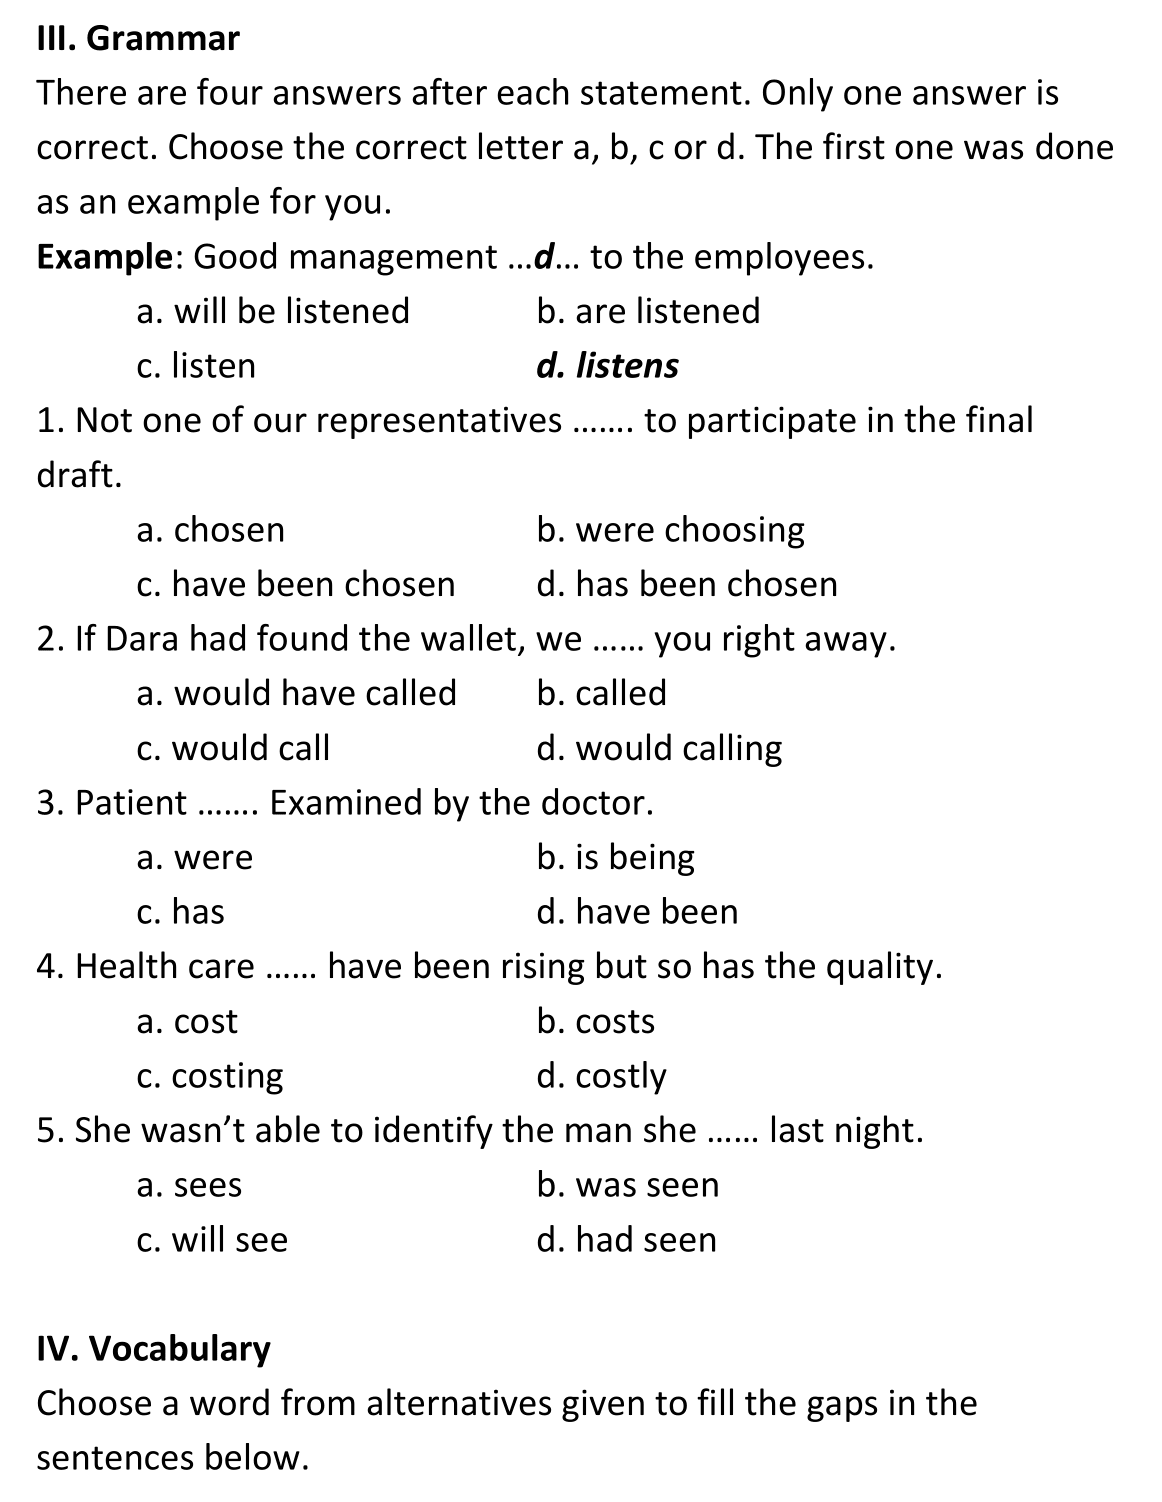 III. Grammar
There are four answers after each statement. Only one answer is
correct. Choose the correct letter a, b, c or d. The first one was done
as an example for you.
Example: Good management ...d... to the employees.
a. will be listened b. are listened
c. listen d. listens
1. Not one of our representatives ....... to participate in the final
draft.
a. chosen b. were choosing
c. have been chosen d. has been chosen
2. If Dara had found the wallet, we ...... you right away.
a. would have called b. called
c. would call d. would calling
3. Patient ....... Examined by the doctor.
a. were b. is being
c. has d. have been
4. Health care ...... have been rising but so has the quality.
a. cost b. costs
c. costing d. costly
5. She wasn’t able to identify the man she ...... last night.
a. sees b. was seen
c. will see d. had seen
IV. Vocabulary
Choose a word from alternatives given to fill the gaps in the
sentences below.